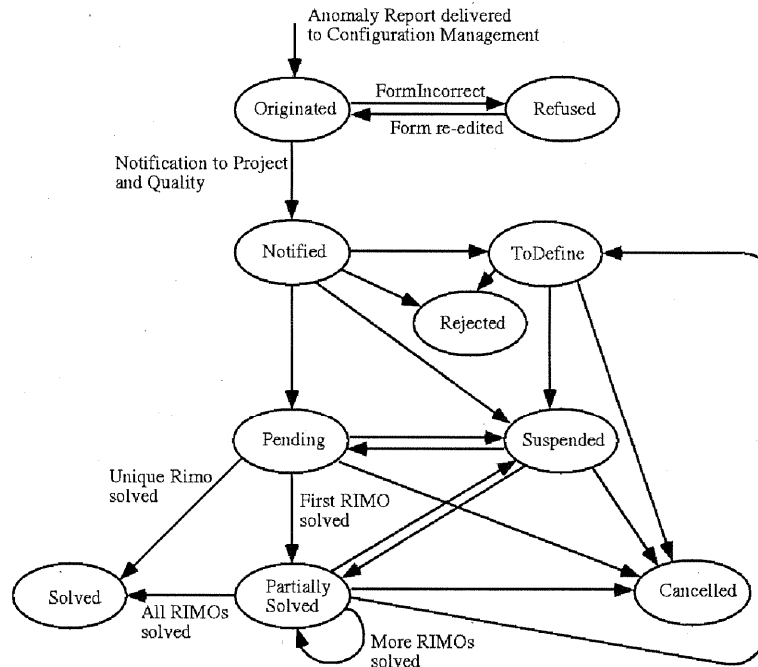 Anomaly Report delivered
to Configuration Management
FormIncorrect
Originated
Refused
Form re-edited
Notification to Project
and Quality
Notified
ToDefine
Rejected
Pending
Suspended
Unique Rimo
solved
First RIMO
solved
Solved
Partially
Solved
Cancelled
All RIMOs
solved
More RIMOs
solved